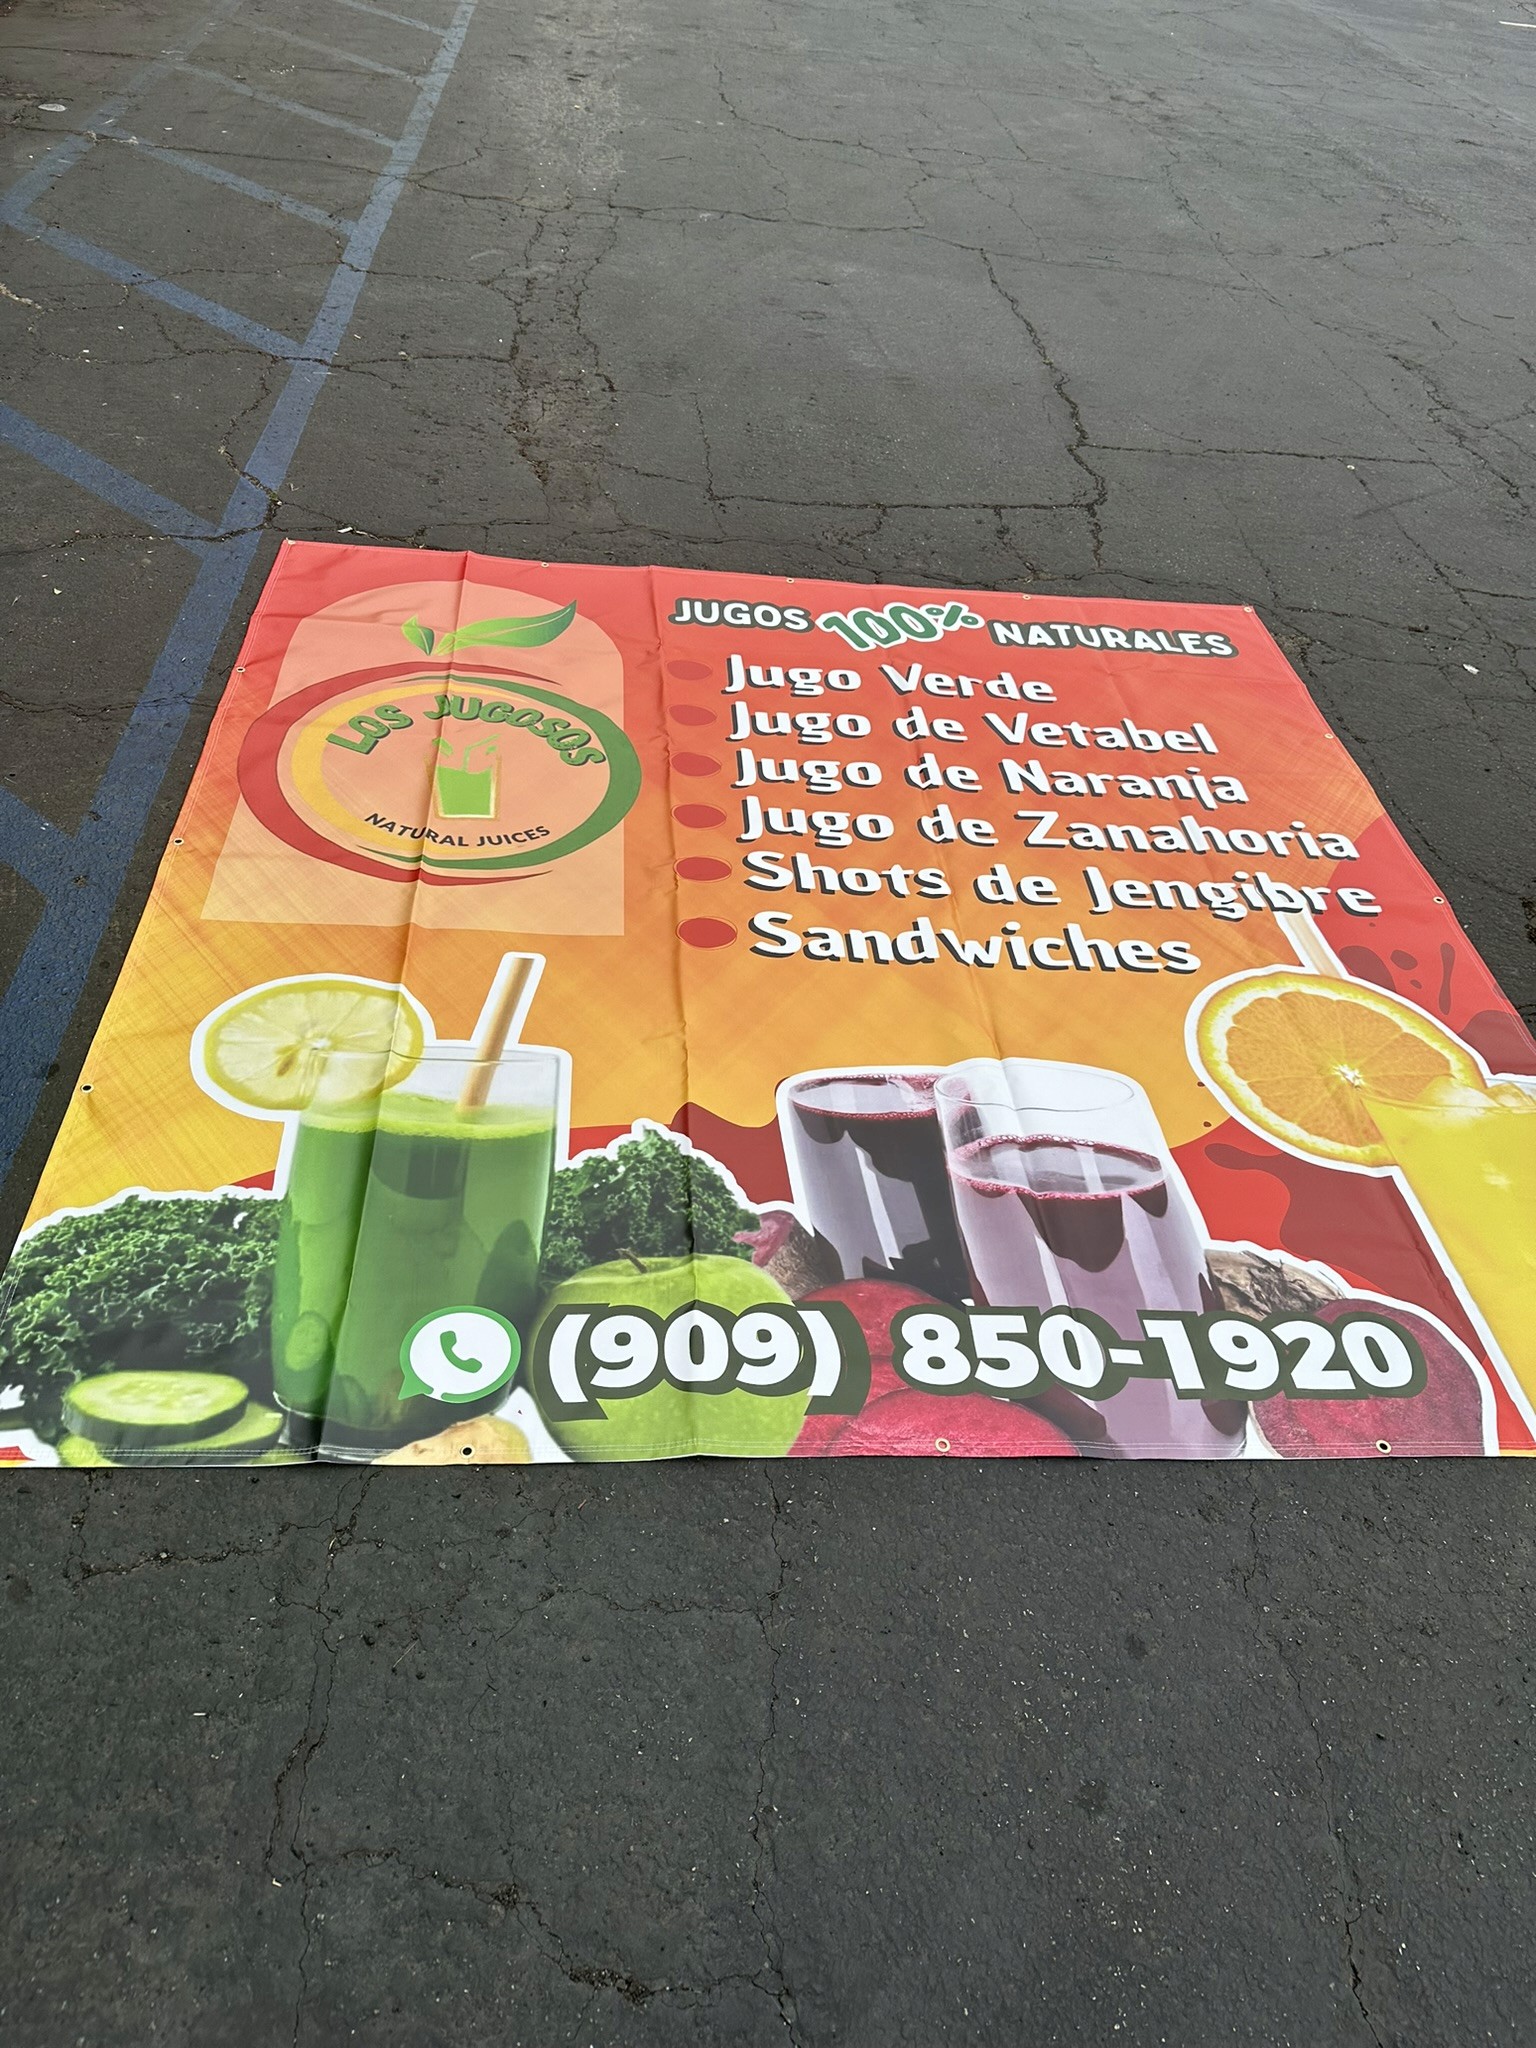 LOS JUGOSOS
NATURAL JUICES
JUGOS 100% NATURALES
Jugo Verde
Jugo de Vetabel
Jugo de Naranja
Jugo de Zanahoria
Shots de Jengibre
Sandwiches
(909) 850-1920